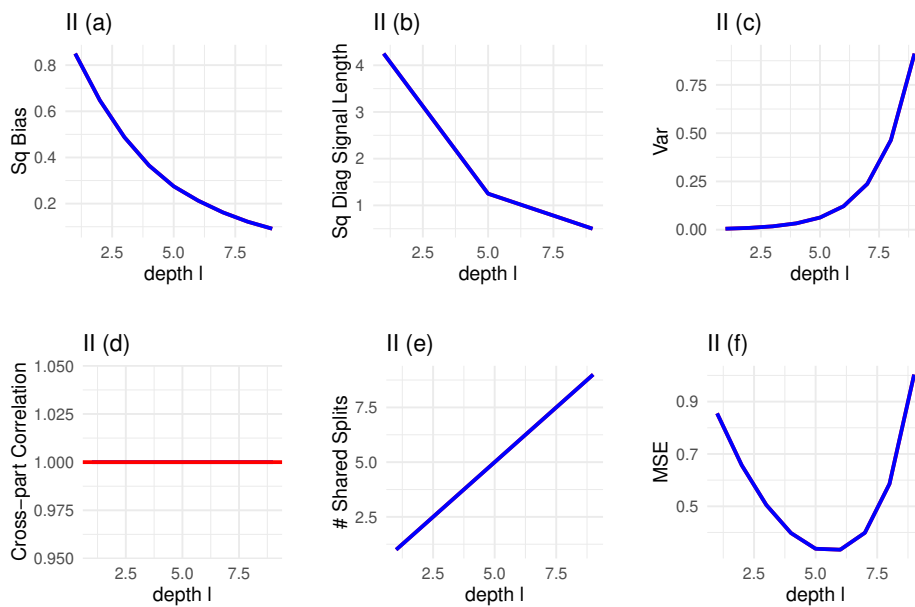 II (a)
Sq Bias
0.8
0.6
0.4
0.2
2.5 5.0 7.5
depth l
II (b)
Sq Diag Signal Length
4
3
2
1
2.5 5.0 7.5
depth l
II (c)
Var
0.75
0.50
0.25
0.00
2.5 5.0 7.5
depth l
II (d)
Cross−part Correlation
1.050
1.025
1.000
0.975
0.950
2.5 5.0 7.5
depth l
II (e)
# Shared Splits
7.5
5.0
2.5
2.5 5.0 7.5
depth l
II (f)
MSE
0.9
0.7
0.5
2.5 5.0 7.5
depth l